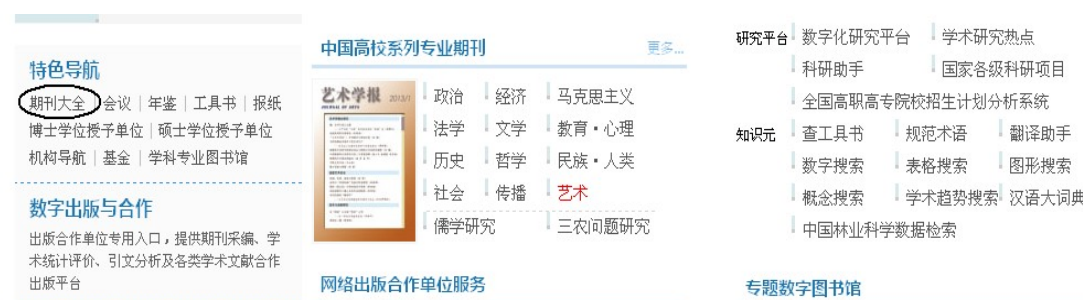 特色导航
期刊大全 | 会议 | 年鉴 | 工具书 | 报纸
博士学位授予单位 | 硕士学位授予单位
机构导航 | 基金 | 学科专业图书馆
数字出版与合作
出版合作单位专用入口，提供期刊采编、学
术统计评价、引文分析及各类学术文献合作
出版平台
中国高校系列专业期刊 更多...
艺术学报 2013/1
JOURNAL OF ARTS
政治 经济 马克思主义
法学 文学 教育·心理
历史 哲学 民族·人类
社会 传播 艺术
儒学研究 三农问题研究
网络出版合作单位服务
研究平台 数字化研究平台 学术研究热点
科研助手 国家各级科研项目
全国高职高专院校招生计划分析系统
知识元 查工具书 规范术语 翻译助手
数字搜索 表格搜索 图形搜索
概念搜索 学术趋势搜索 汉语大词典
中国林业科学数据检索
专题数字图书馆